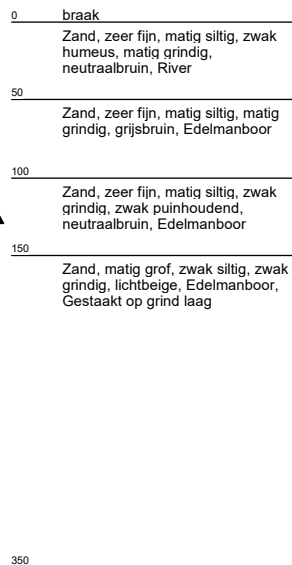 0 braak
Zand, zeer fijn, matig siltig, zwak
humeus, matig grindig,
neutraalbruin, River
50
Zand, zeer fijn, matig siltig, matig
grindig, grijsbruin, Edelmanboor
100
Zand, zeer fijn, matig siltig, zwak
grindig, zwak puinhoudend,
neutraalbruin, Edelmanboor
150
Zand, matig grof, zwak siltig, zwak
grindig, lichtbeige, Edelmanboor,
Gestaakt op grind laag
350